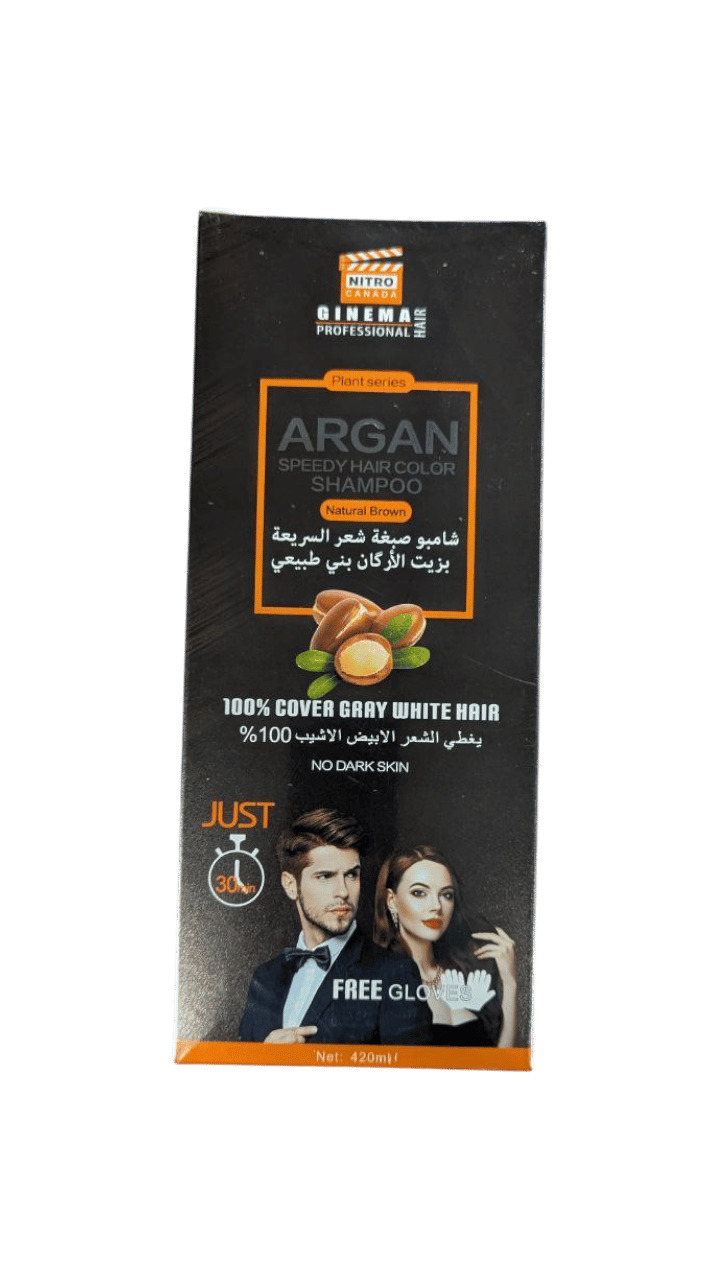 NITRO
CANADA
GINEMA
PROFESSIONAL
HAIR
Plant series
ARGAN
SPEEDY HAIR COLOR
SHAMPOO
Natural Brown
شامبو صبغة شعر السريعة
بزيت الأرگان بني طبيعي
100% COVER GRAY WHITE HAIR
يغطي الشعر الابيض الاشيب 100%
NO DARK SKIN
JUST
30min
FREE GLOVES
Net: 420ml